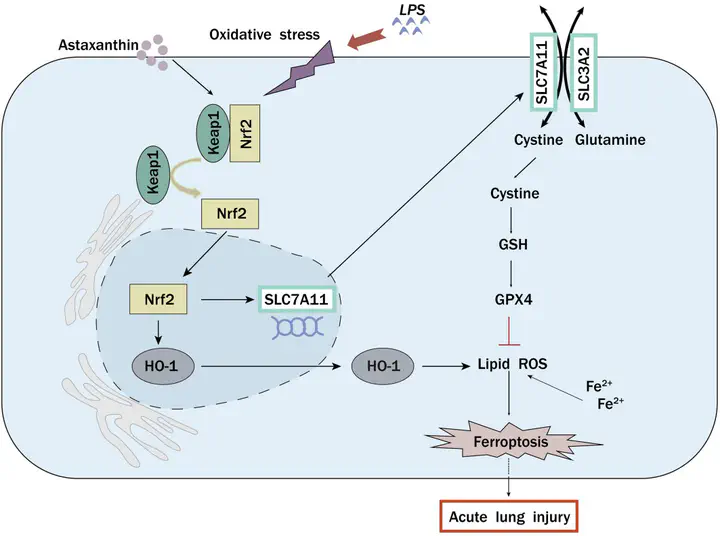 LPS
Oxidative stress
Astaxanthin
SLC7A11
SLC3A2
Keap1
Nrf2
Cystine Glutamine
Keap1
Cystine
Nrf2
GSH
Nrf2
SLC7A11
GPX4
HO-1
HO-1
Lipid ROS
Fe²⁺
Fe²⁺
Ferroptosis
Acute lung injury